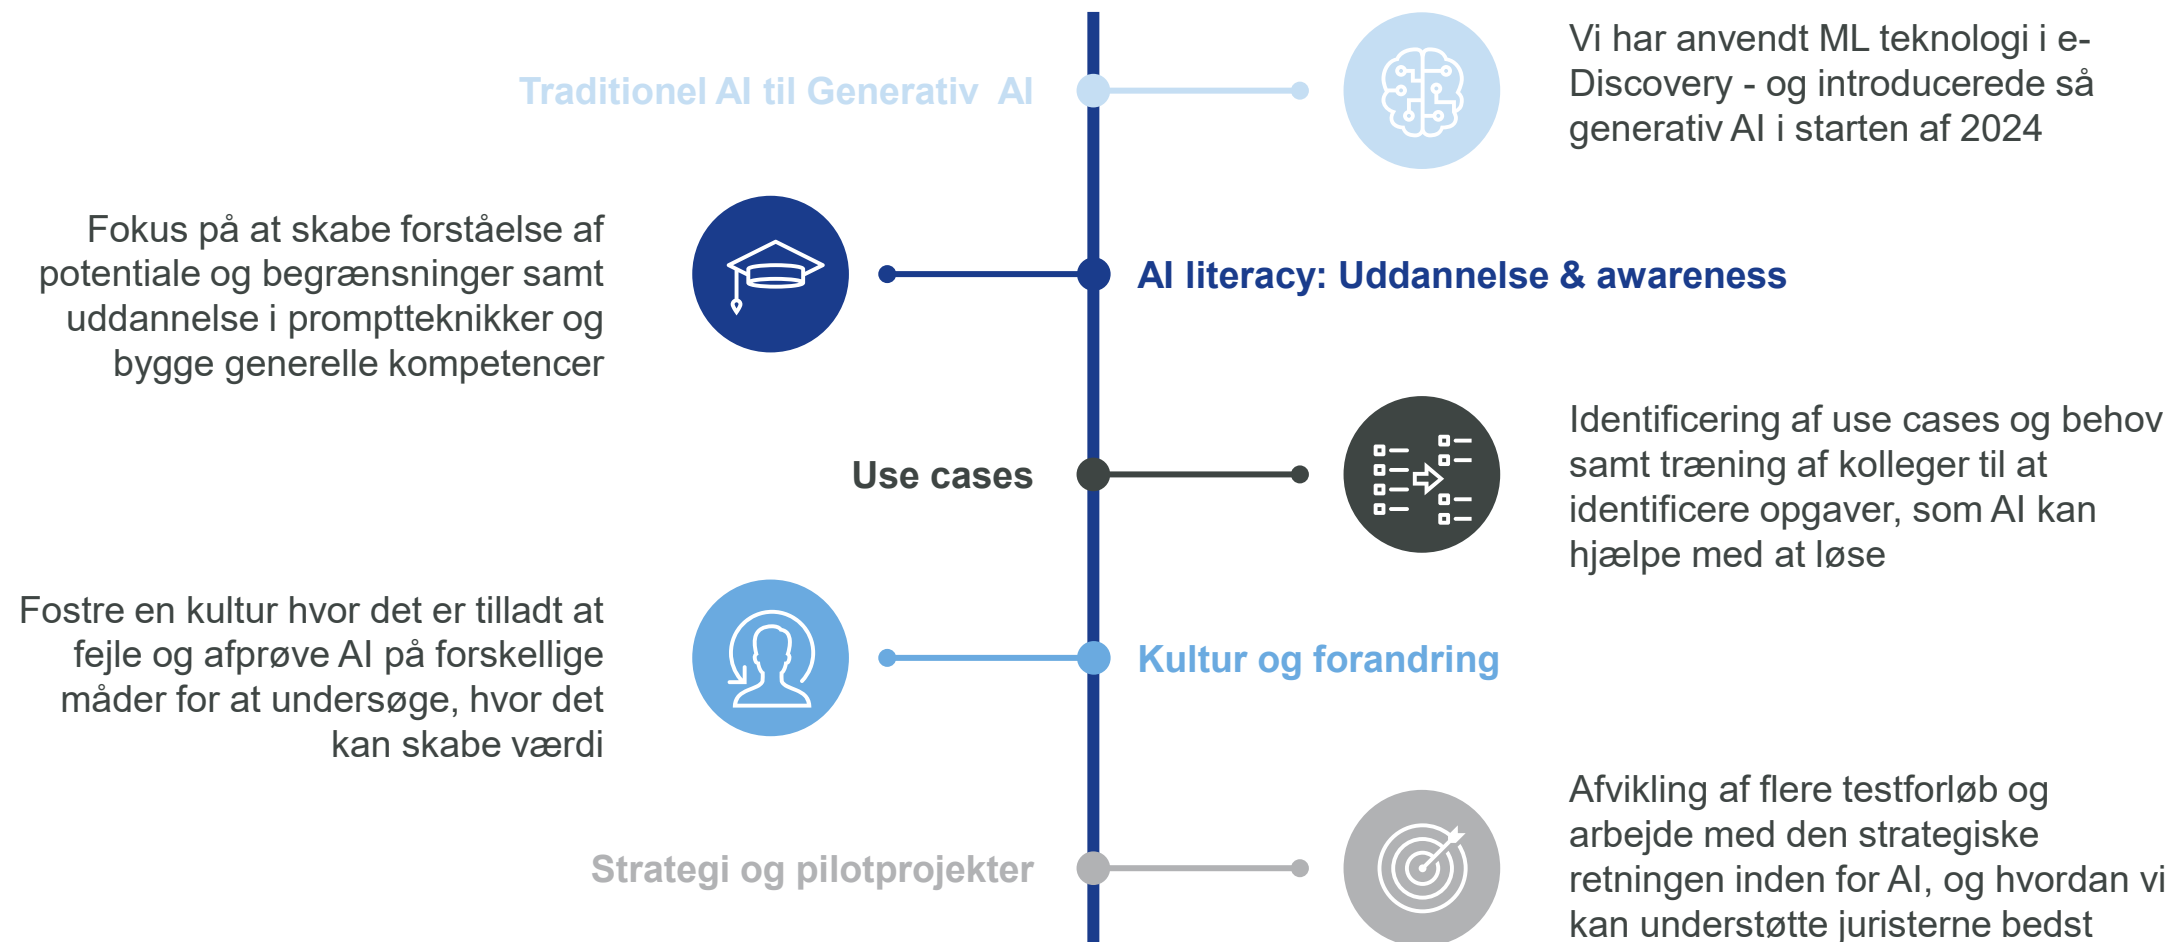 Traditionel AI til Generativ AI
Vi har anvendt ML teknologi i e-
Discovery - og introducerede så
generativ AI i starten af 2024
AI literacy: Uddannelse & awareness
Fokus på at skabe forståelse af
potentiale og begrænsninger samt
uddannelse i promptteknikker og
bygge generelle kompetencer
Use cases
Identificering af use cases og behov
samt træning af kolleger til at
identificere opgaver, som AI kan
hjælpe med at løse
Kultur og forandring
Fostre en kultur hvor det er tilladt at
fejle og afprøve AI på forskellige
måder for at undersøge, hvor det
kan skabe værdi
Strategi og pilotprojekter
Afvikling af flere testforløb og
arbejde med den strategiske
retningen inden for AI, og hvordan vi
kan understøtte juristerne bedst